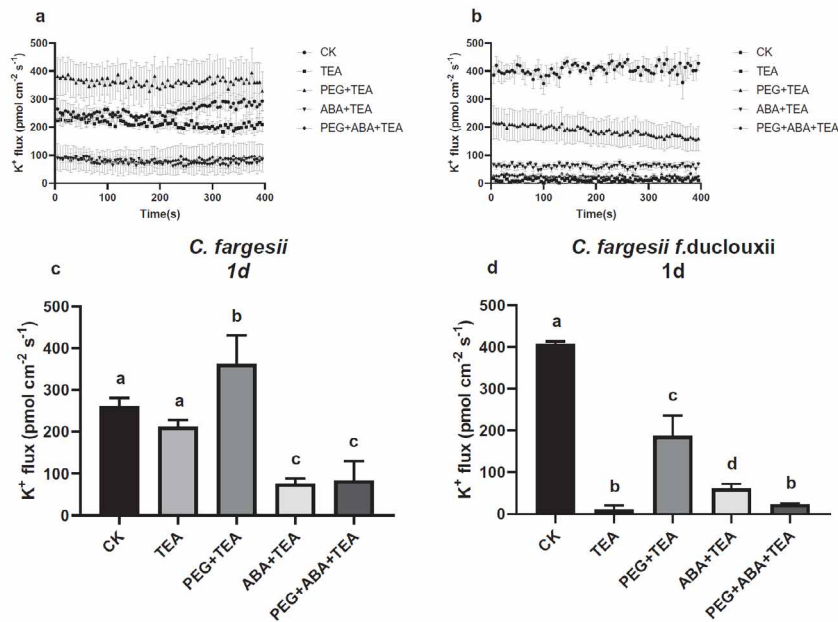 a
500
400
300
200
100
0
K⁺ flux (pmol cm⁻² s⁻¹)
0 100 200 300 400
Time(s)
CK
TEA
PEG+TEA
ABA+TEA
PEG+ABA+TEA
b
500
400
300
200
100
0
K⁺ flux (pmol cm⁻² s⁻¹)
0 100 200 300 400
Time(s)
CK
TEA
PEG+TEA
ABA+TEA
PEG+ABA+TEA
c
C. fargesii
1d
500
400
300
200
100
0
K⁺ flux (pmol cm⁻² s⁻¹)
a a b c c
CK TEA PEG+TEA ABA+TEA PEG+ABA+TEA
d
C. fargesii f.duclouxii
1d
500
400
300
200
100
0
K⁺ flux (pmol cm⁻² s⁻¹)
a b c d b
CK TEA PEG+TEA ABA+TEA PEG+ABA+TEA